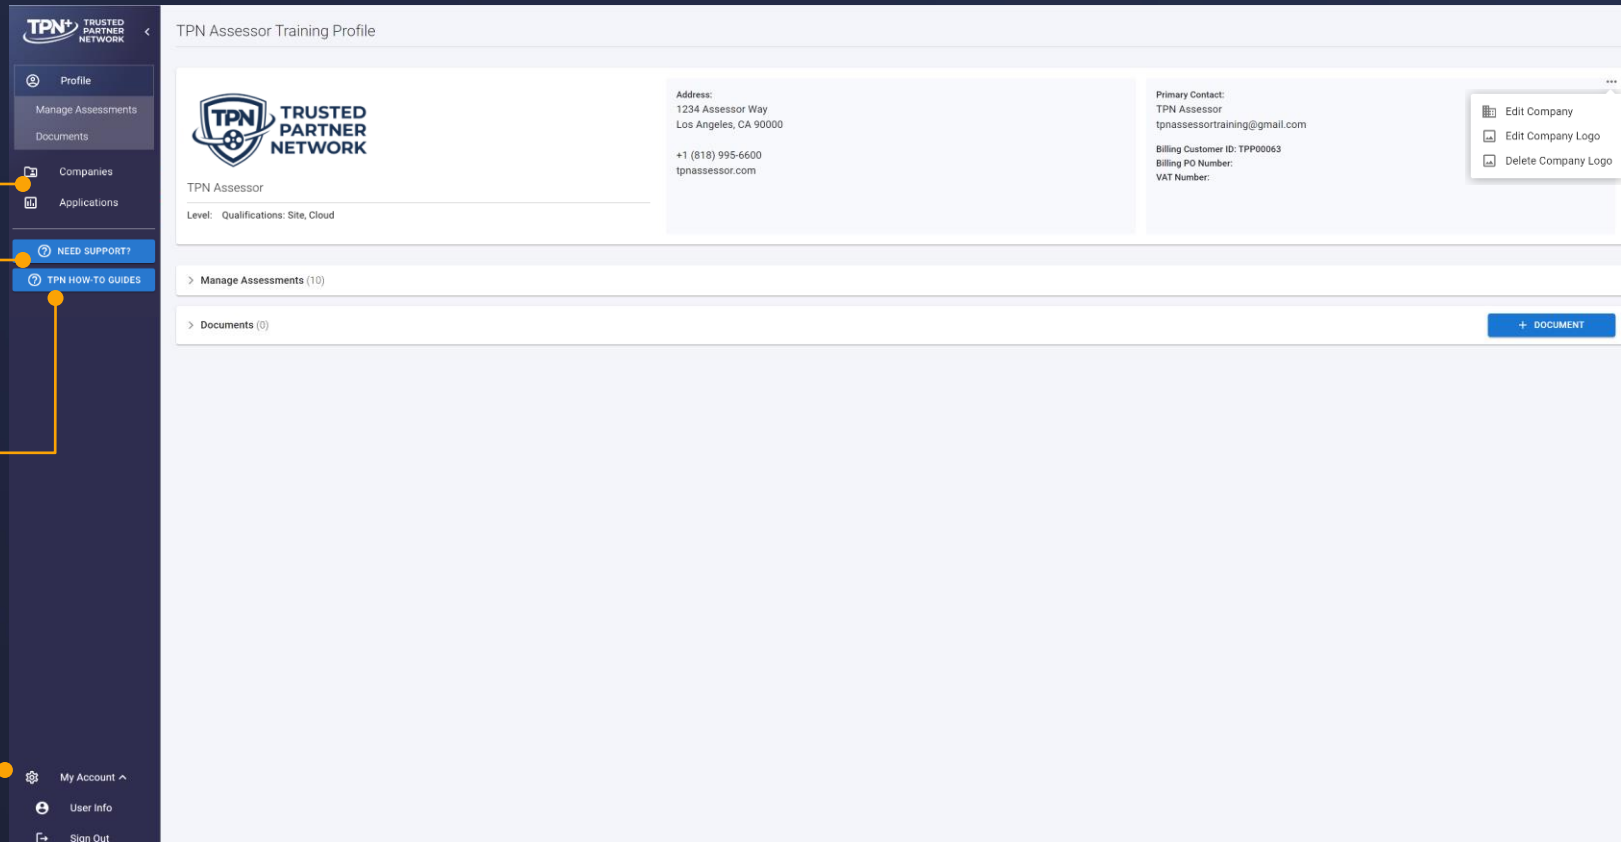 TPN+ TRUSTED
PARTNER
NETWORK
Profile
Manage Assessments
Documents
Companies
Applications
NEED SUPPORT?
TPN HOW-TO GUIDES
My Account
User Info
Sign Out
TPN Assessor Training Profile
TPN TRUSTED
PARTNER
NETWORK
TPN Assessor
Level: Qualifications: Site, Cloud
Address:
1234 Assessor Way
Los Angeles, CA 90000
+1 (818) 995-6600
tpnassessor.com
Primary Contact:
TPN Assessor
tpnassessortraining@gmail.com
Billing Customer ID: TPP00063
Billing PO Number:
VAT Number:
Edit Company
Edit Company Logo
Delete Company Logo
Manage Assessments (10)
Documents (0)
+ DOCUMENT